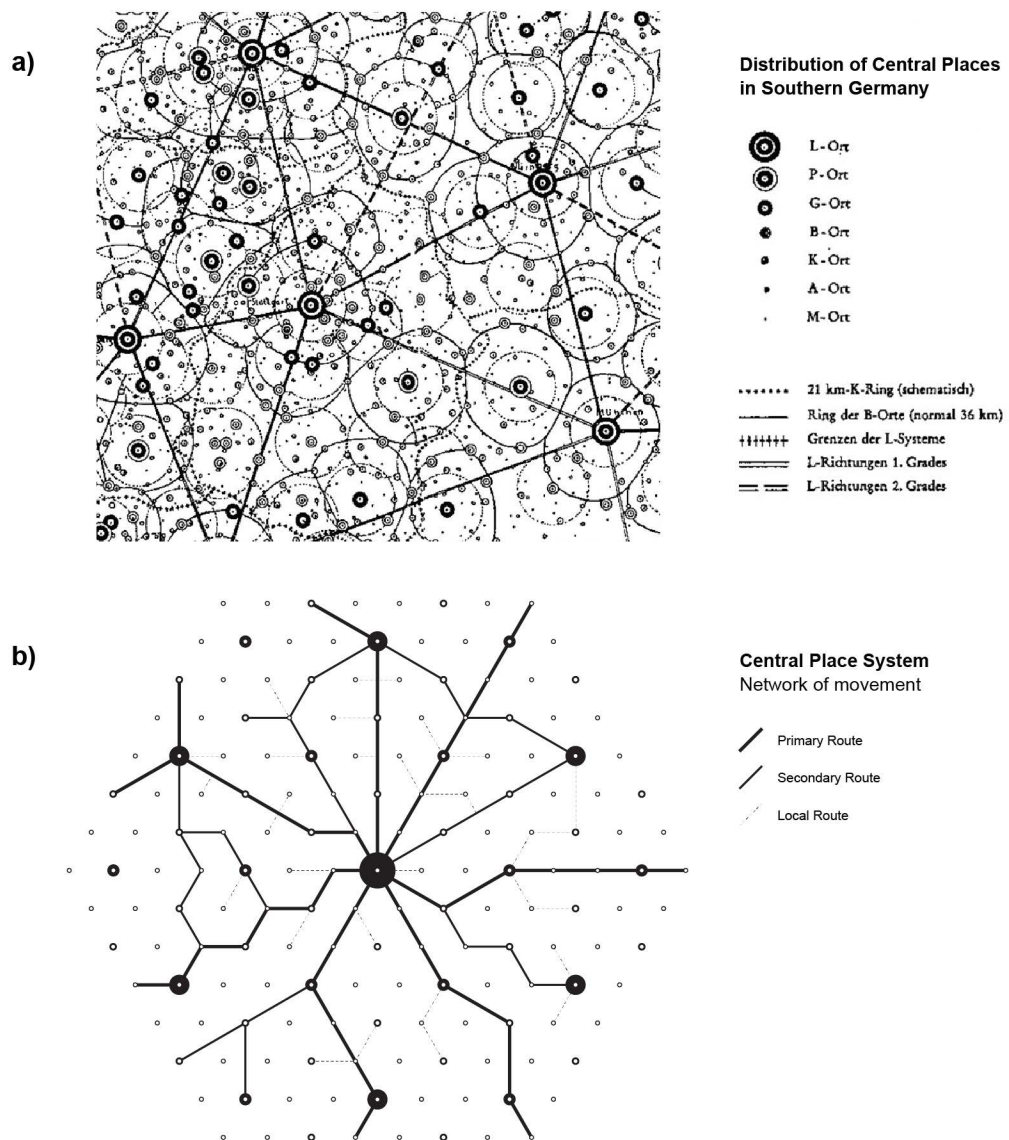 a)
Distribution of Central Places
in Southern Germany
L-Ort
P-Ort
G-Ort
B-Ort
K-Ort
A-Ort
M-Ort
Stuttgart
München
21 km-K-Ring (schematisch)
Ring der B-Orte (normal 36 km)
Grenzen der L-Systeme
L-Richtungen 1. Grades
L-Richtungen 2. Grades
b)
Central Place System
Network of movement
Primary Route
Secondary Route
Local Route